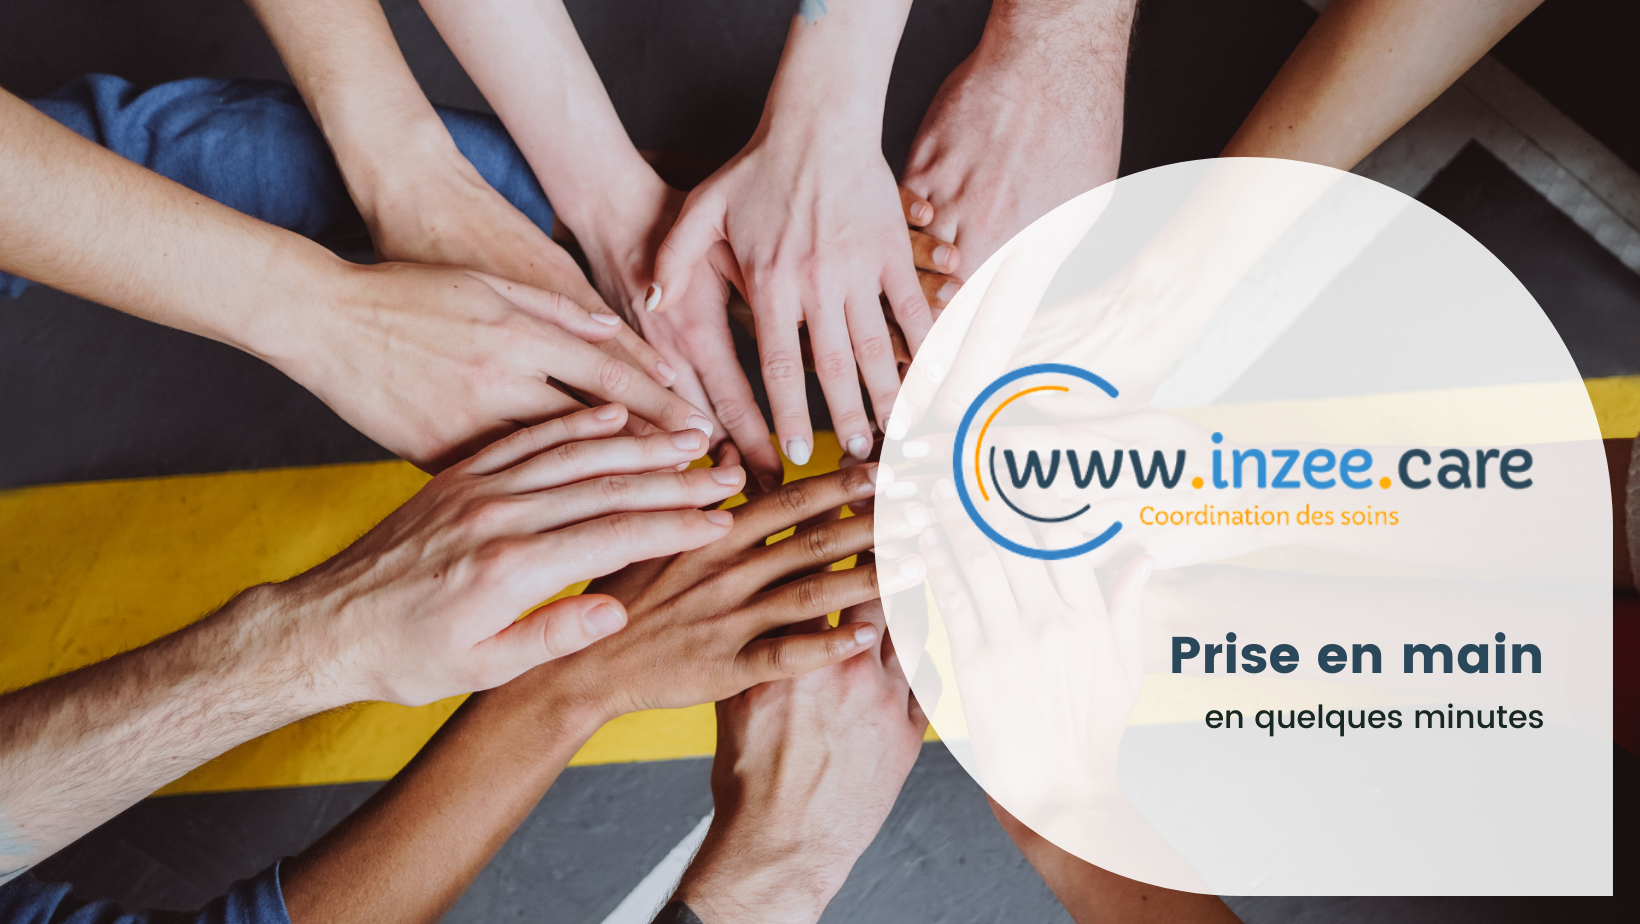 www.inzee.care
Coordination des soins
Prise en main
en quelques minutes